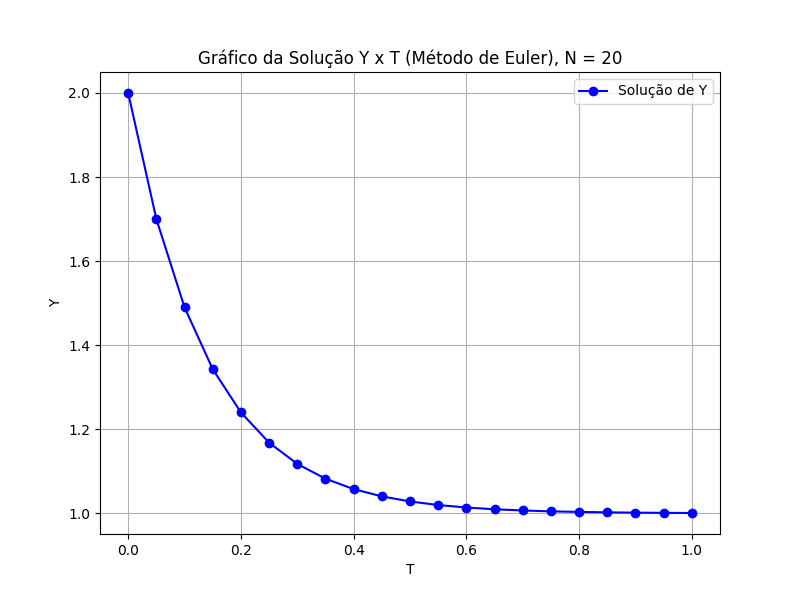 Gráfico da Solução Y x T (Método de Euler), N = 20
Solução de Y
2.0
1.8
1.6
1.4
1.2
1.0
Y
0.0 0.2 0.4 0.6 0.8 1.0
T